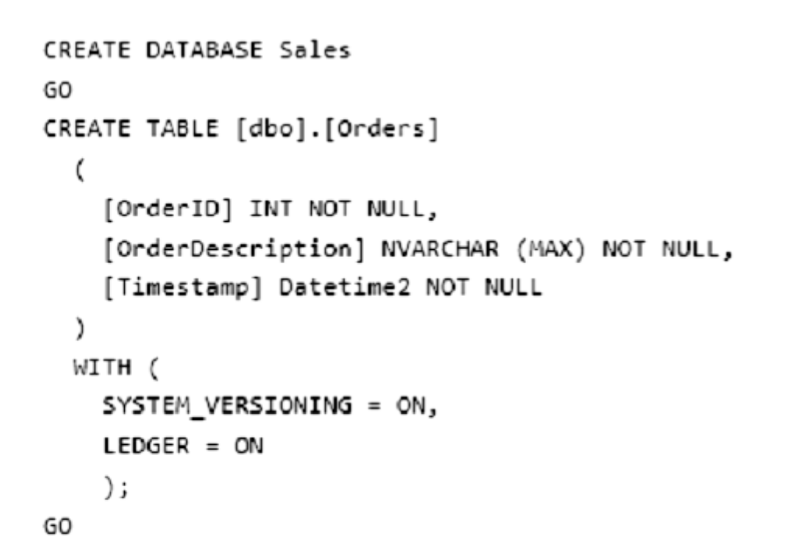 CREATE DATABASE Sales
GO
CREATE TABLE [dbo].[Orders]
(
[OrderID] INT NOT NULL,
[OrderDescription] NVARCHAR (MAX) NOT NULL,
[Timestamp] Datetime2 NOT NULL
)
WITH (
SYSTEM_VERSIONING = ON,
LEDGER = ON
);
GO